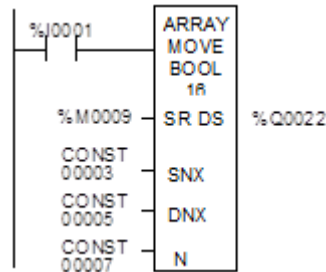 %I0001
ARRAY
MOVE
BOOL
16
%M0009 SR DS %Q0022
CONST
00003 SNX
CONST
00005 DNX
CONST
00007 N